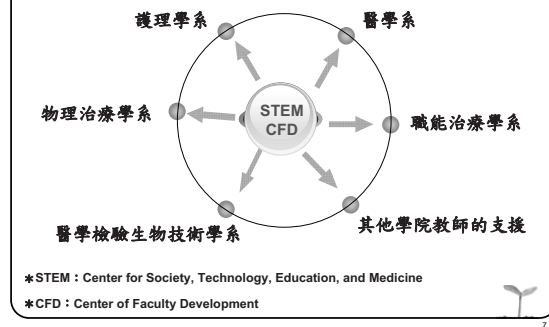 護理學系
醫學系
物理治療學系
STEM
CFD
職能治療學系
醫學檢驗生物技術學系
其他學院教師的支援
*STEM：Center for Society, Technology, Education, and Medicine
*CFD：Center of Faculty Development
7